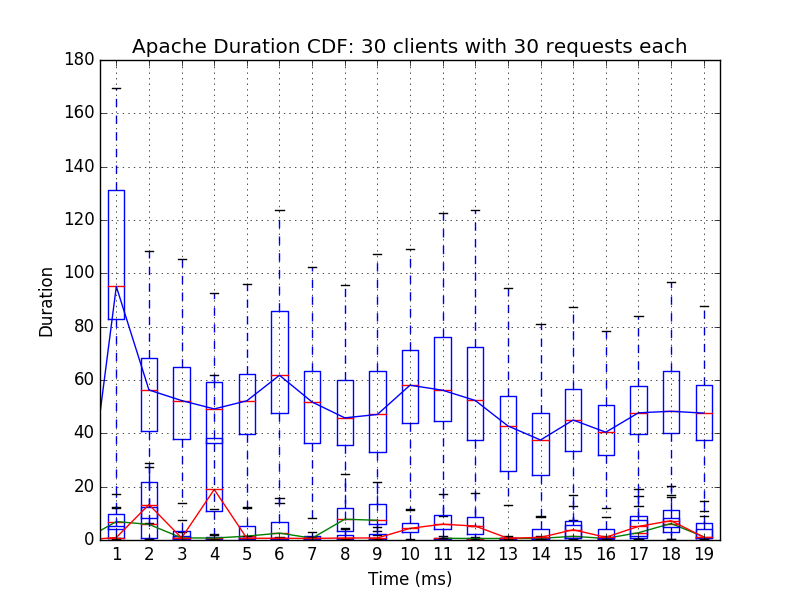 Apache Duration CDF: 30 clients with 30 requests each
180
160
140
120
100
80
60
40
20
0
Duration
1 2 3 4 5 6 7 8 9 10 11 12 13 14 15 16 17 18 19
Time (ms)